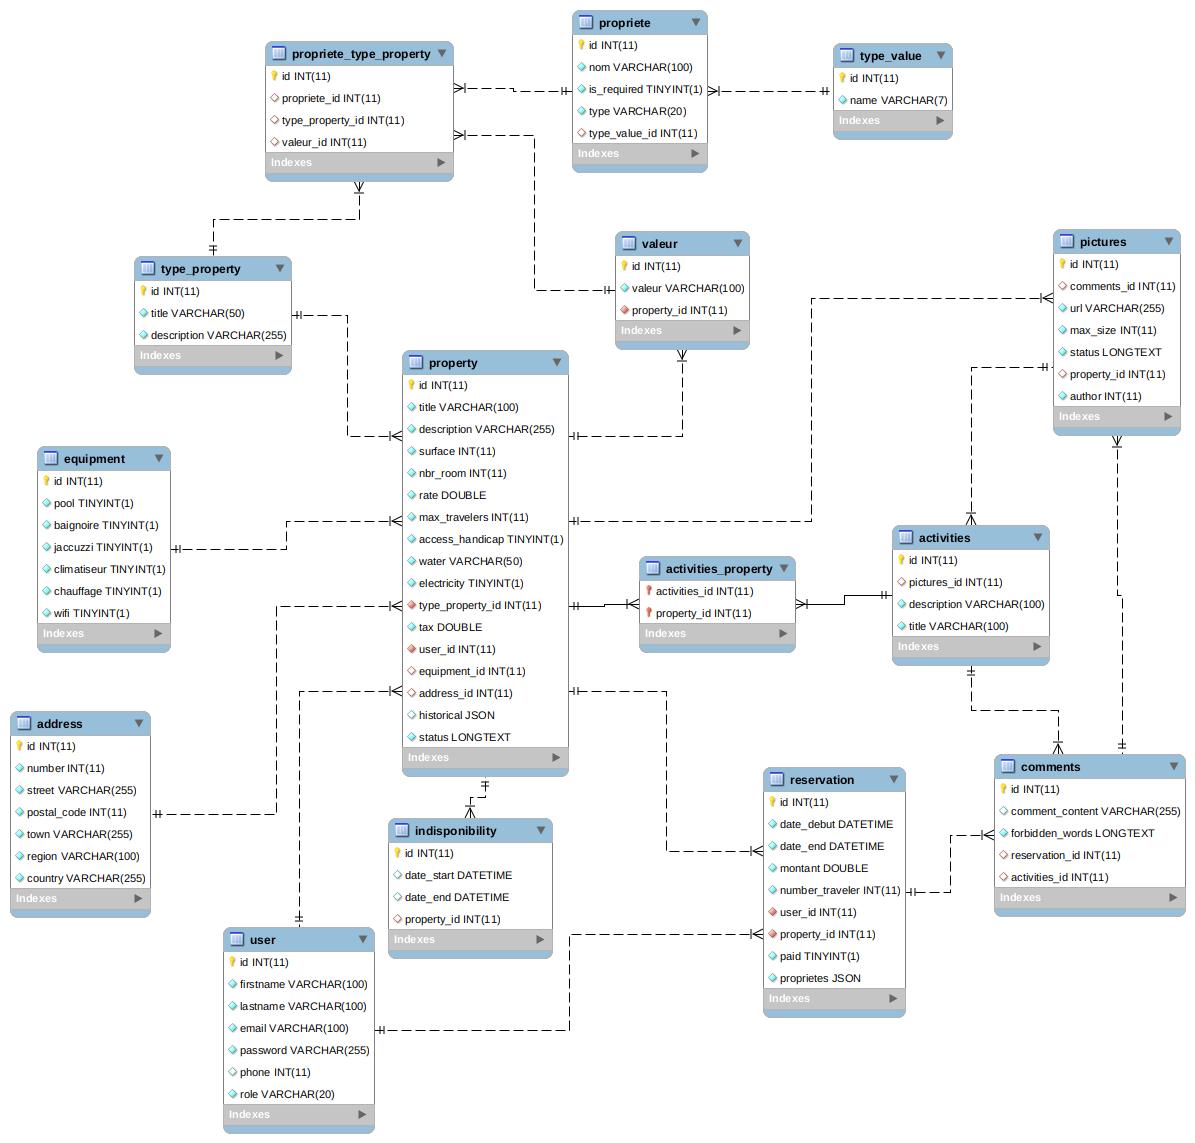 propriete_type_property
id INT(11)
propriete_id INT(11)
type_property_id INT(11)
valeur_id INT(11)
Indexes
propriete
id INT(11)
nom VARCHAR(100)
is_required TINYINT(1)
type VARCHAR(20)
type_value_id INT(11)
Indexes
type_value
id INT(11)
name VARCHAR(7)
Indexes
type_property
id INT(11)
title VARCHAR(50)
description VARCHAR(255)
Indexes
valeur
id INT(11)
valeur VARCHAR(100)
property_id INT(11)
Indexes
pictures
id INT(11)
comments_id INT(11)
url VARCHAR(255)
max_size INT(11)
status LONGTEXT
property_id INT(11)
author INT(11)
Indexes
property
id INT(11)
title VARCHAR(100)
description VARCHAR(255)
surface INT(11)
nbr_room INT(11)
rate DOUBLE
max_travelers INT(11)
access_handicap TINYINT(1)
water VARCHAR(50)
electricity TINYINT(1)
type_property_id INT(11)
tax DOUBLE
user_id INT(11)
equipment_id INT(11)
address_id INT(11)
historical JSON
status LONGTEXT
Indexes
equipment
id INT(11)
pool TINYINT(1)
baignoire TINYINT(1)
jaccuzzi TINYINT(1)
climatiseur TINYINT(1)
chauffage TINYINT(1)
wifi TINYINT(1)
Indexes
activities_property
activities_id INT(11)
property_id INT(11)
Indexes
activities
id INT(11)
pictures_id INT(11)
description VARCHAR(100)
title VARCHAR(100)
Indexes
address
id INT(11)
number INT(11)
street VARCHAR(255)
postal_code INT(11)
town VARCHAR(255)
region VARCHAR(100)
country VARCHAR(255)
Indexes
indisponibility
id INT(11)
date_start DATETIME
date_end DATETIME
property_id INT(11)
Indexes
reservation
id INT(11)
date_debut DATETIME
date_end DATETIME
montant DOUBLE
number_traveler INT(11)
user_id INT(11)
property_id INT(11)
paid TINYINT(1)
proprietes JSON
Indexes
comments
id INT(11)
comment_content VARCHAR(255)
forbidden_words LONGTEXT
reservation_id INT(11)
activities_id INT(11)
Indexes
user
id INT(11)
firstname VARCHAR(100)
lastname VARCHAR(100)
email VARCHAR(100)
password VARCHAR(255)
phone INT(11)
role VARCHAR(20)
Indexes